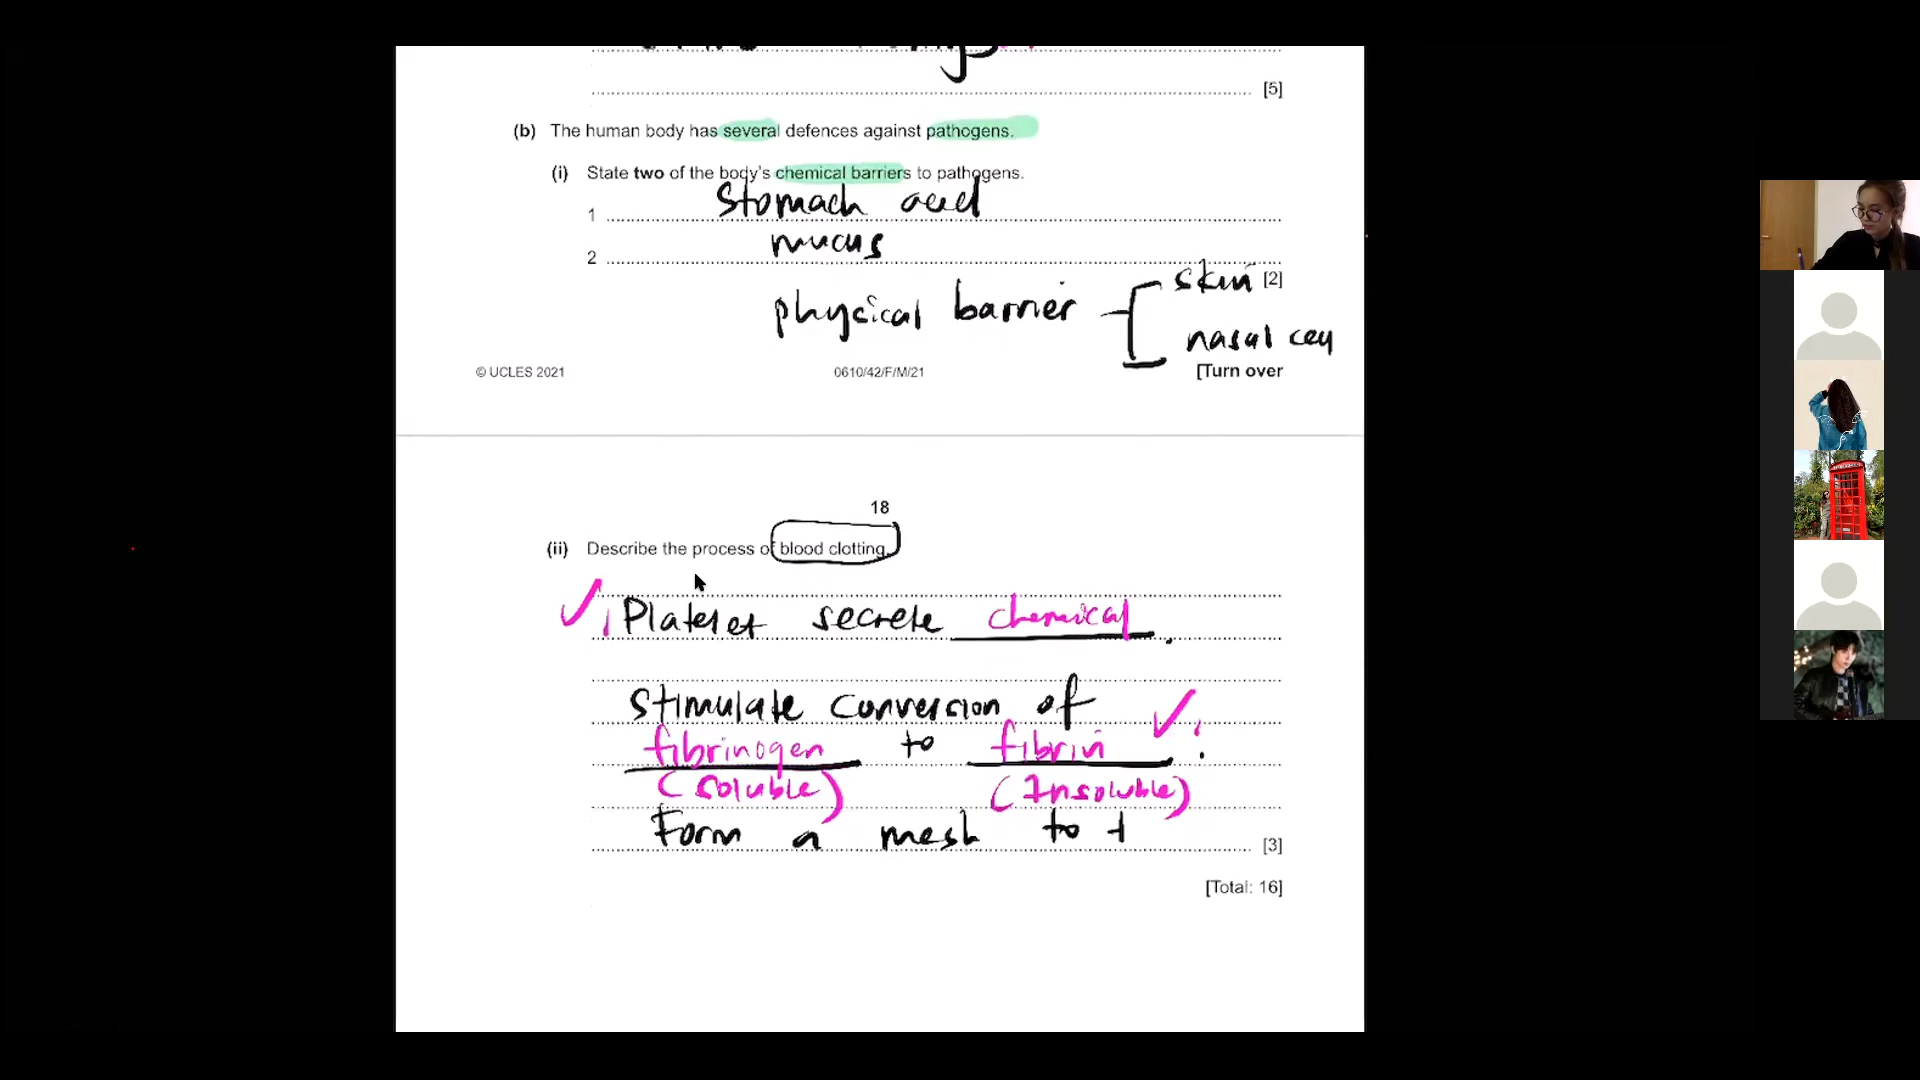 [5]
(b) The human body has several defences against pathogens.
(i) State two of the body's chemical barriers to pathogens.
1 Stomach acid
2 mucus
[2]
physical barrier
skin
nasal
© UCLES 2021 0610/42/F/M/21 [Turn over
18
(ii) Describe the process of blood clotting.
Platelet secrete chemical.
Stimulate conversion of
fibrinogen to fibrin
(soluble) (Insoluble)
Form a mesh to t
[3]
[Total: 16]